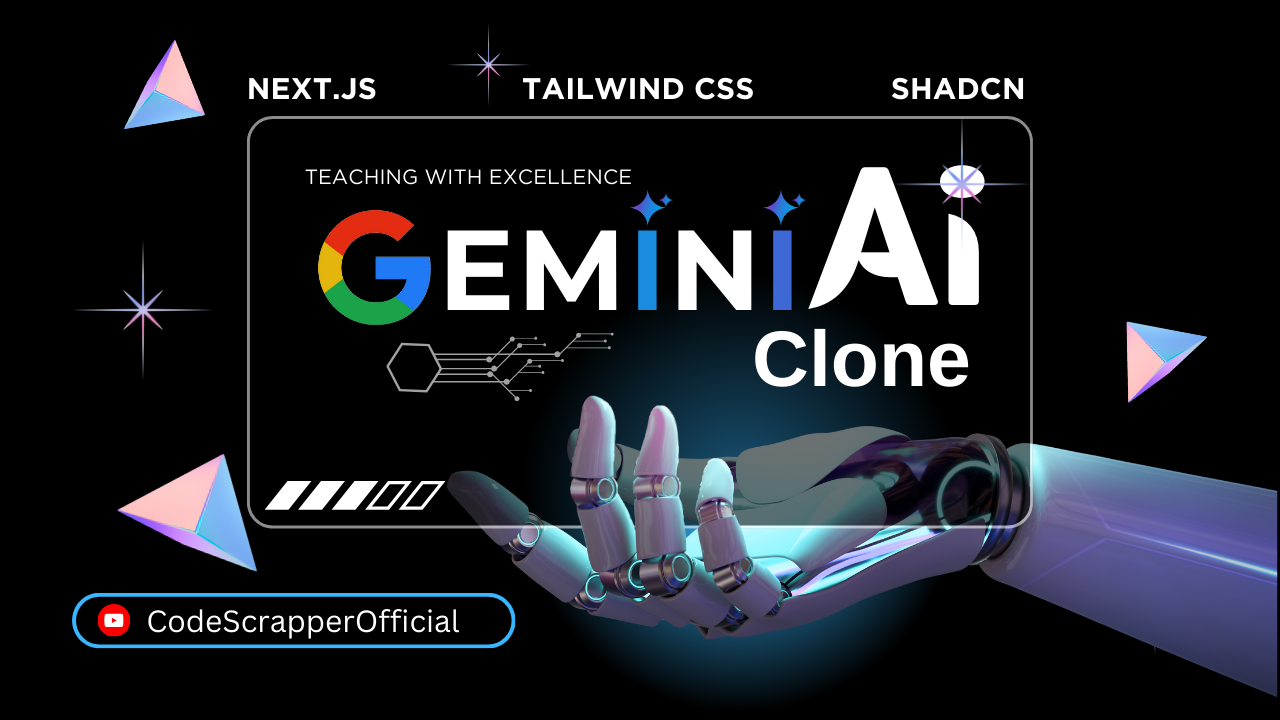 NEXT.JS TAILWIND CSS SHADCN
TEACHING WITH EXCELLENCE
GEMINI Ai
Clone
CodeScrapperOfficial